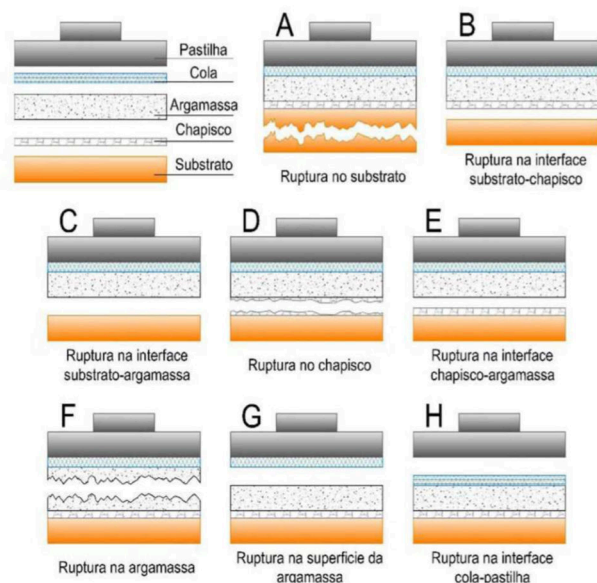 Pastilha
Cola
Argamassa
Chapisco
Substrato
A
Ruptura no substrato
B
Ruptura na interface
substrato-chapisco
C
Ruptura na interface
substrato-argamassa
D
Ruptura no chapisco
E
Ruptura na interface
chapisco-argamassa
F
Ruptura na argamassa
G
Ruptura na superfície da
argamassa
H
Ruptura na interface
cola-pastilha